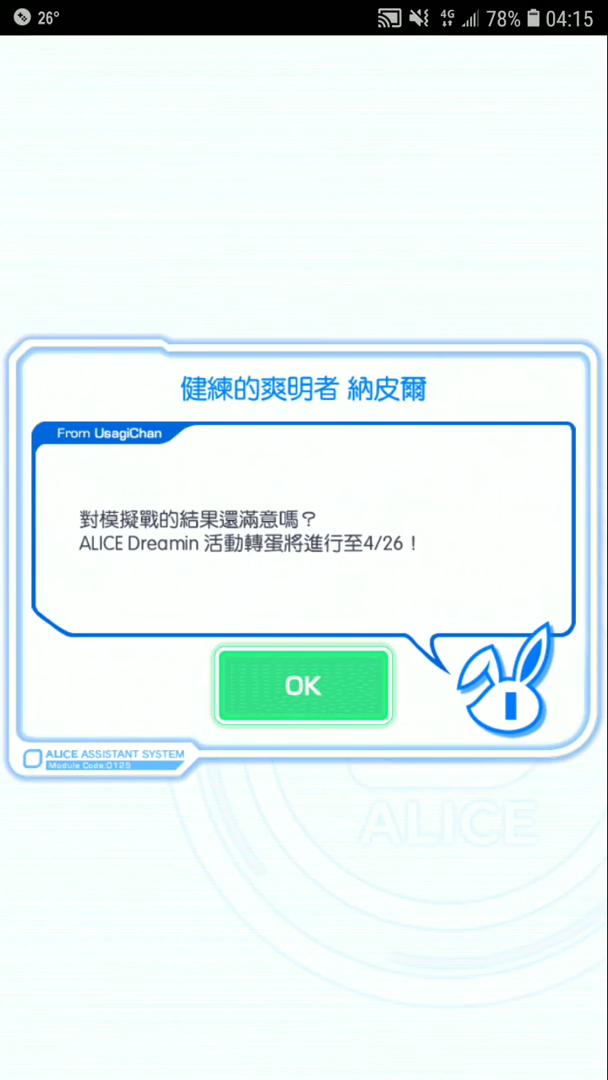 26°
4G 78% 04:15
健練的爽明者 納皮爾
From UsagiChan
對模擬戰的結果還滿意嗎？
ALICE Dreamin 活動轉蛋將進行至4/26！
OK
ALICE ASSISTANT SYSTEM
Module Code:0125
ALICE